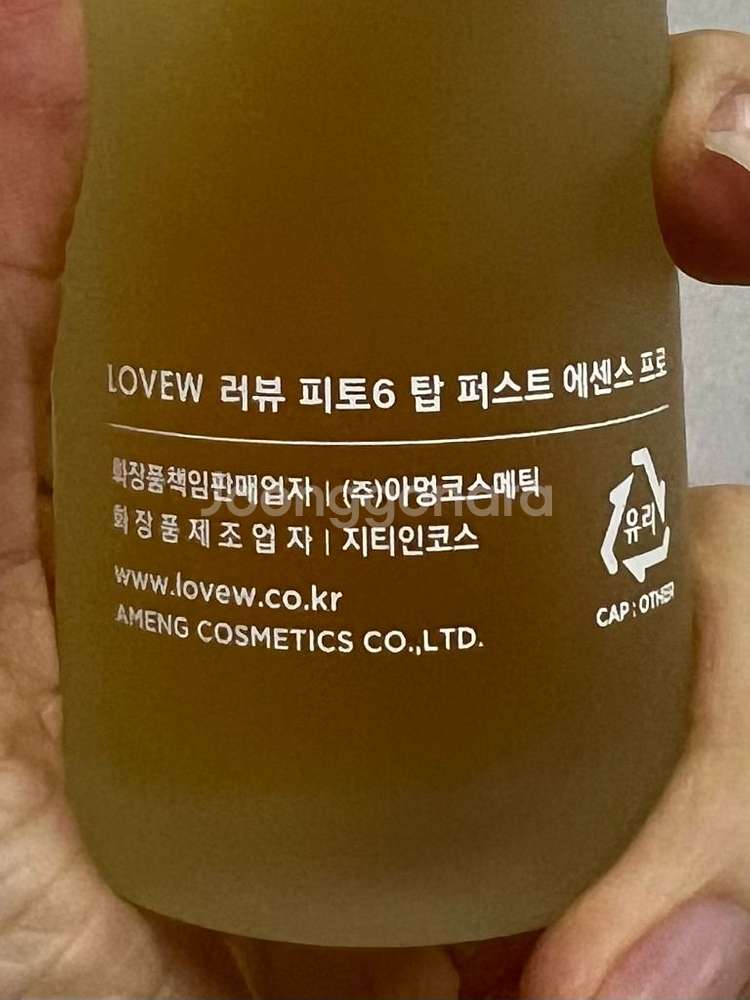 LOVEW 러뷰 피토6 탑 퍼스트 에센스 프로
화장품책임판매업자 | (주)아멍코스메틱
화장품제조업자 | 지티인코스
유리
www.lovew.co.kr
CAP : OTHER
AMENG COSMETICS CO.,LTD.
Joonggonara